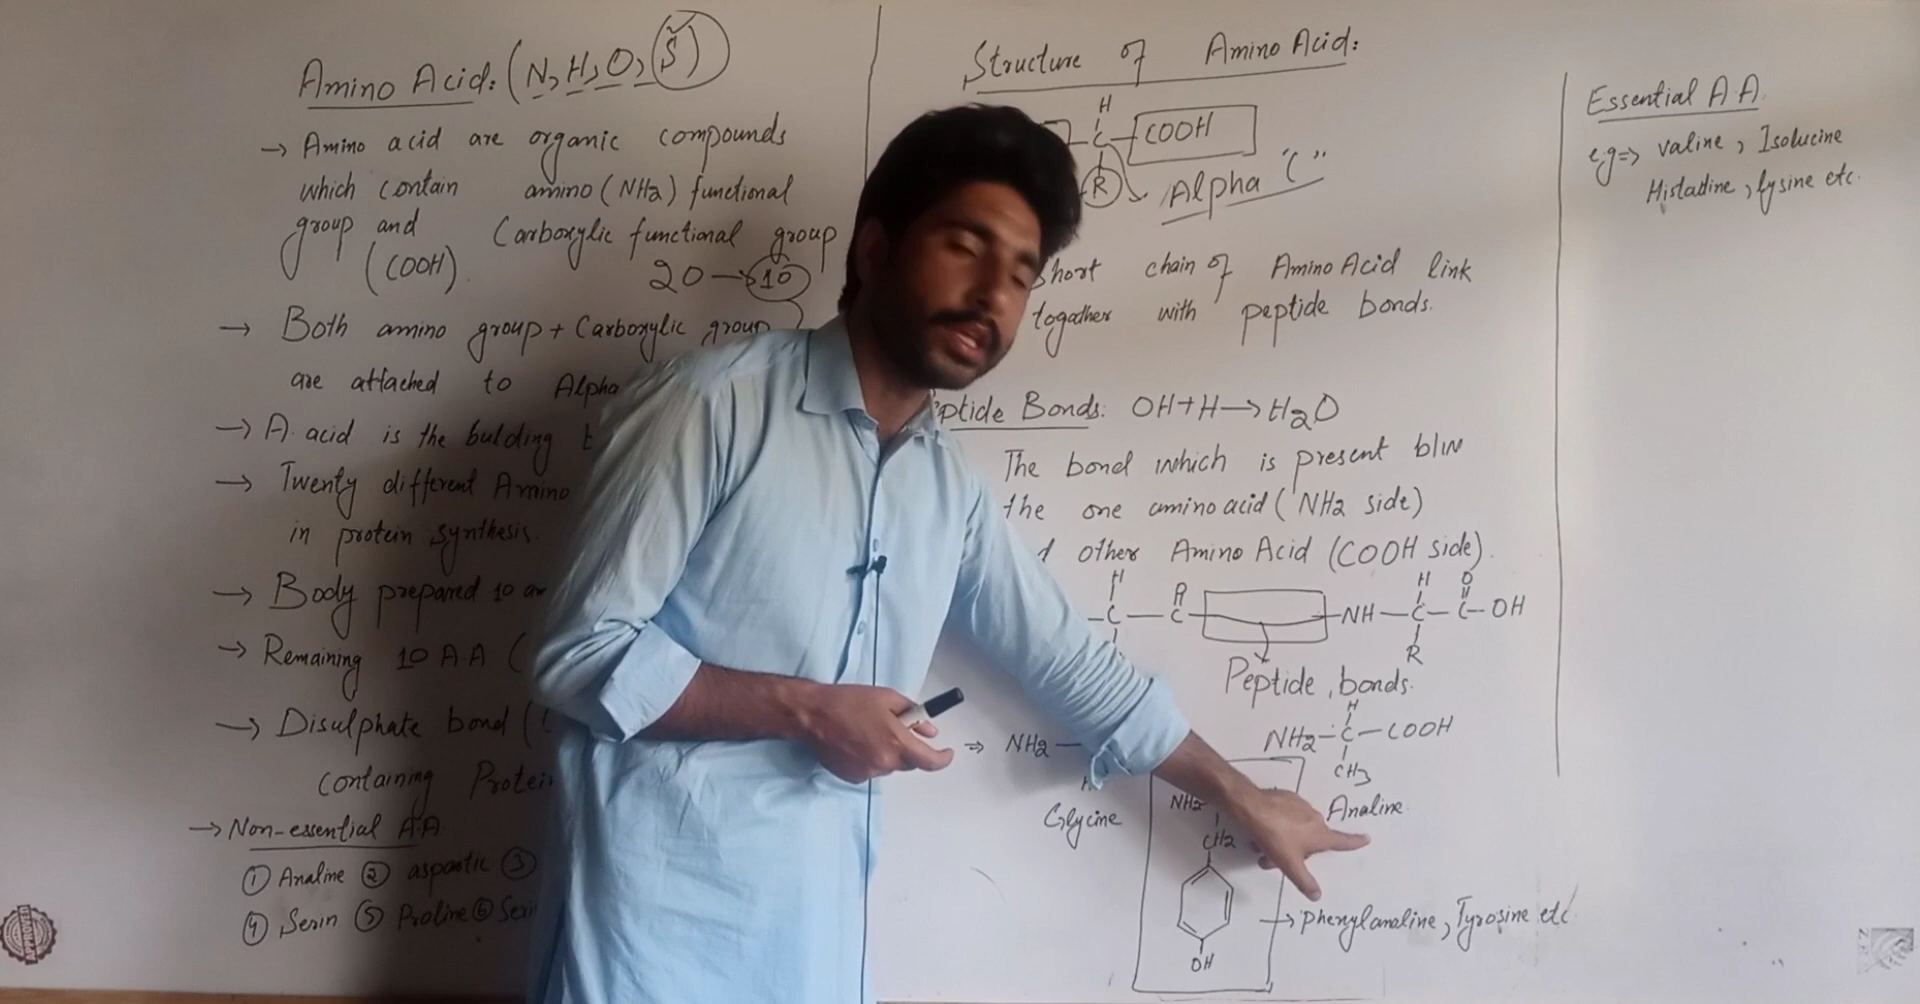 Amino Acid: (N, H, O, S)
→ Amino acid are organic compounds
which contain amino (NH2) functional
group and Carboxylic functional group
(COOH).
20 → 10
→ Both amino group + Carboxylic group
are attached to Alpha
→ A. acid is the bulding
→ Twenty different Amino
in protein synthesis.
→ Body prepared 10
→ Remaining 10 A.A (
→ Disulphate bond (
containing Protein
→ Non-essential A.A
① Analine ② aspartic ③
④ Serin ⑤ Proline ⑥ Seri
Structure of Amino Acid:
H
C COOH
R Alpha "C"
short chain of Amino Acid link
togather with peptide bonds.
ptide Bonds: OH + H → H2O
The bond which is present b/w
the one amino acid (NH2 side)
other Amino Acid (COOH side).
H R H O
C C NH C C OH
R
Peptide bonds.
⇒ NH2
Glycine
H
NH2 C COOH
CH3
Analine
NH2
CH2
OH
→ phenylanaline, Tyrosine etc
Essential A.A
e.g ⇒ valine, Isolucine
Histadine, lysine etc.
APPROVED